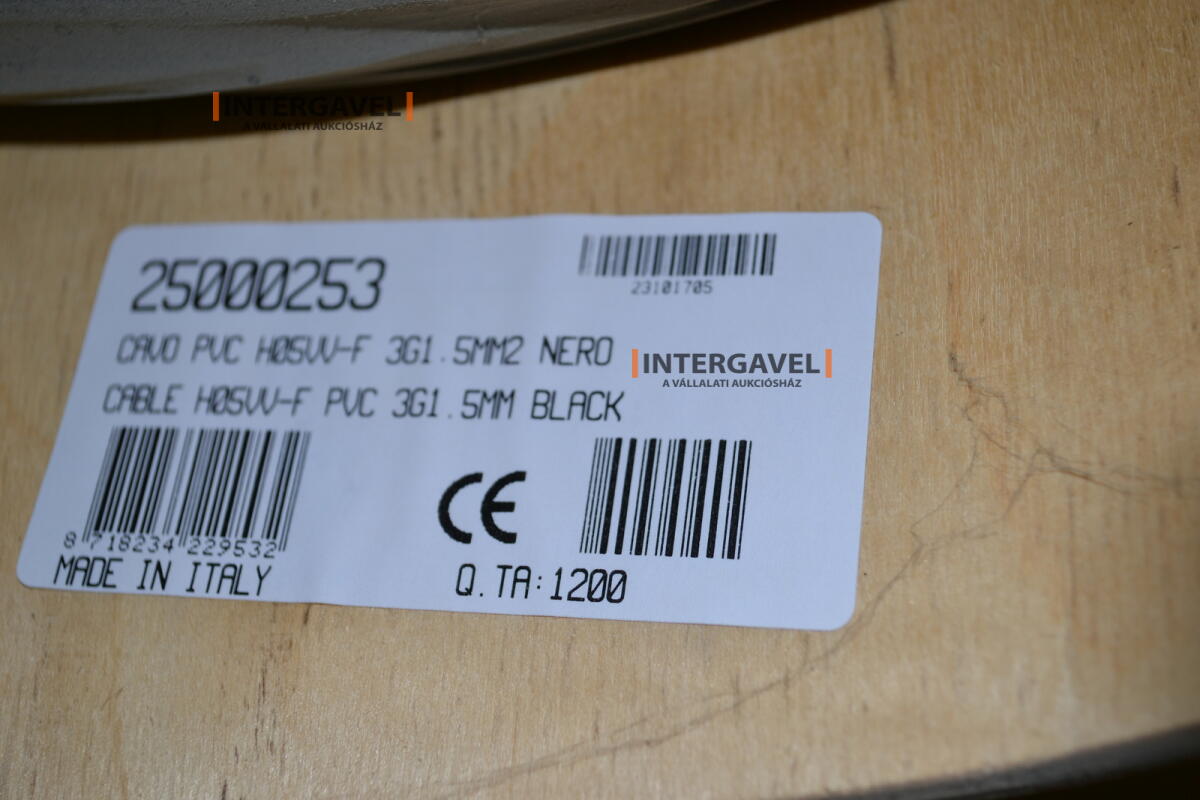 INTERGAVEL
A VÁLLALATI AUKCIÓSHÁZ
25000253
23101705
CAVO PVC H05VV-F 3G1.5MM2 NERO
INTERGAVEL
A VÁLLALATI AUKCIÓSHÁZ
CABLE H05VV-F PVC 3G1.5MM BLACK
CE
8 718234 229532
MADE IN ITALY
Q.TA:1200